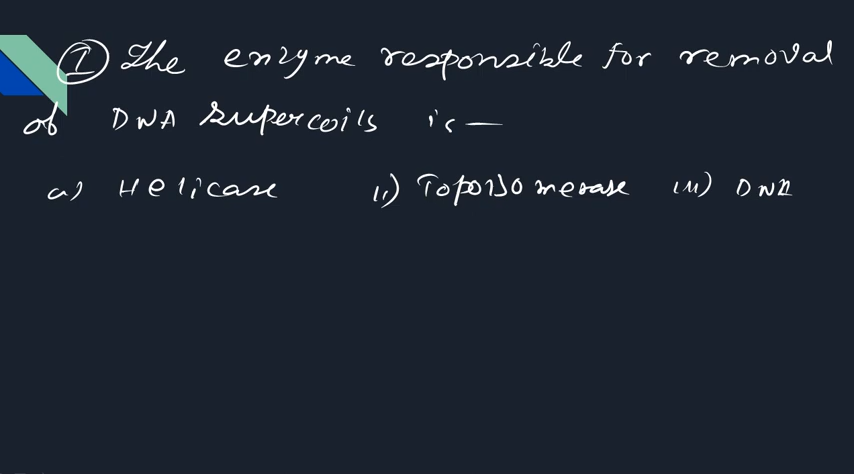 ① The enzyme responsible for removal
of DNA supercoils is —
a) Helicase ii) Topoisomerase iii) DNA